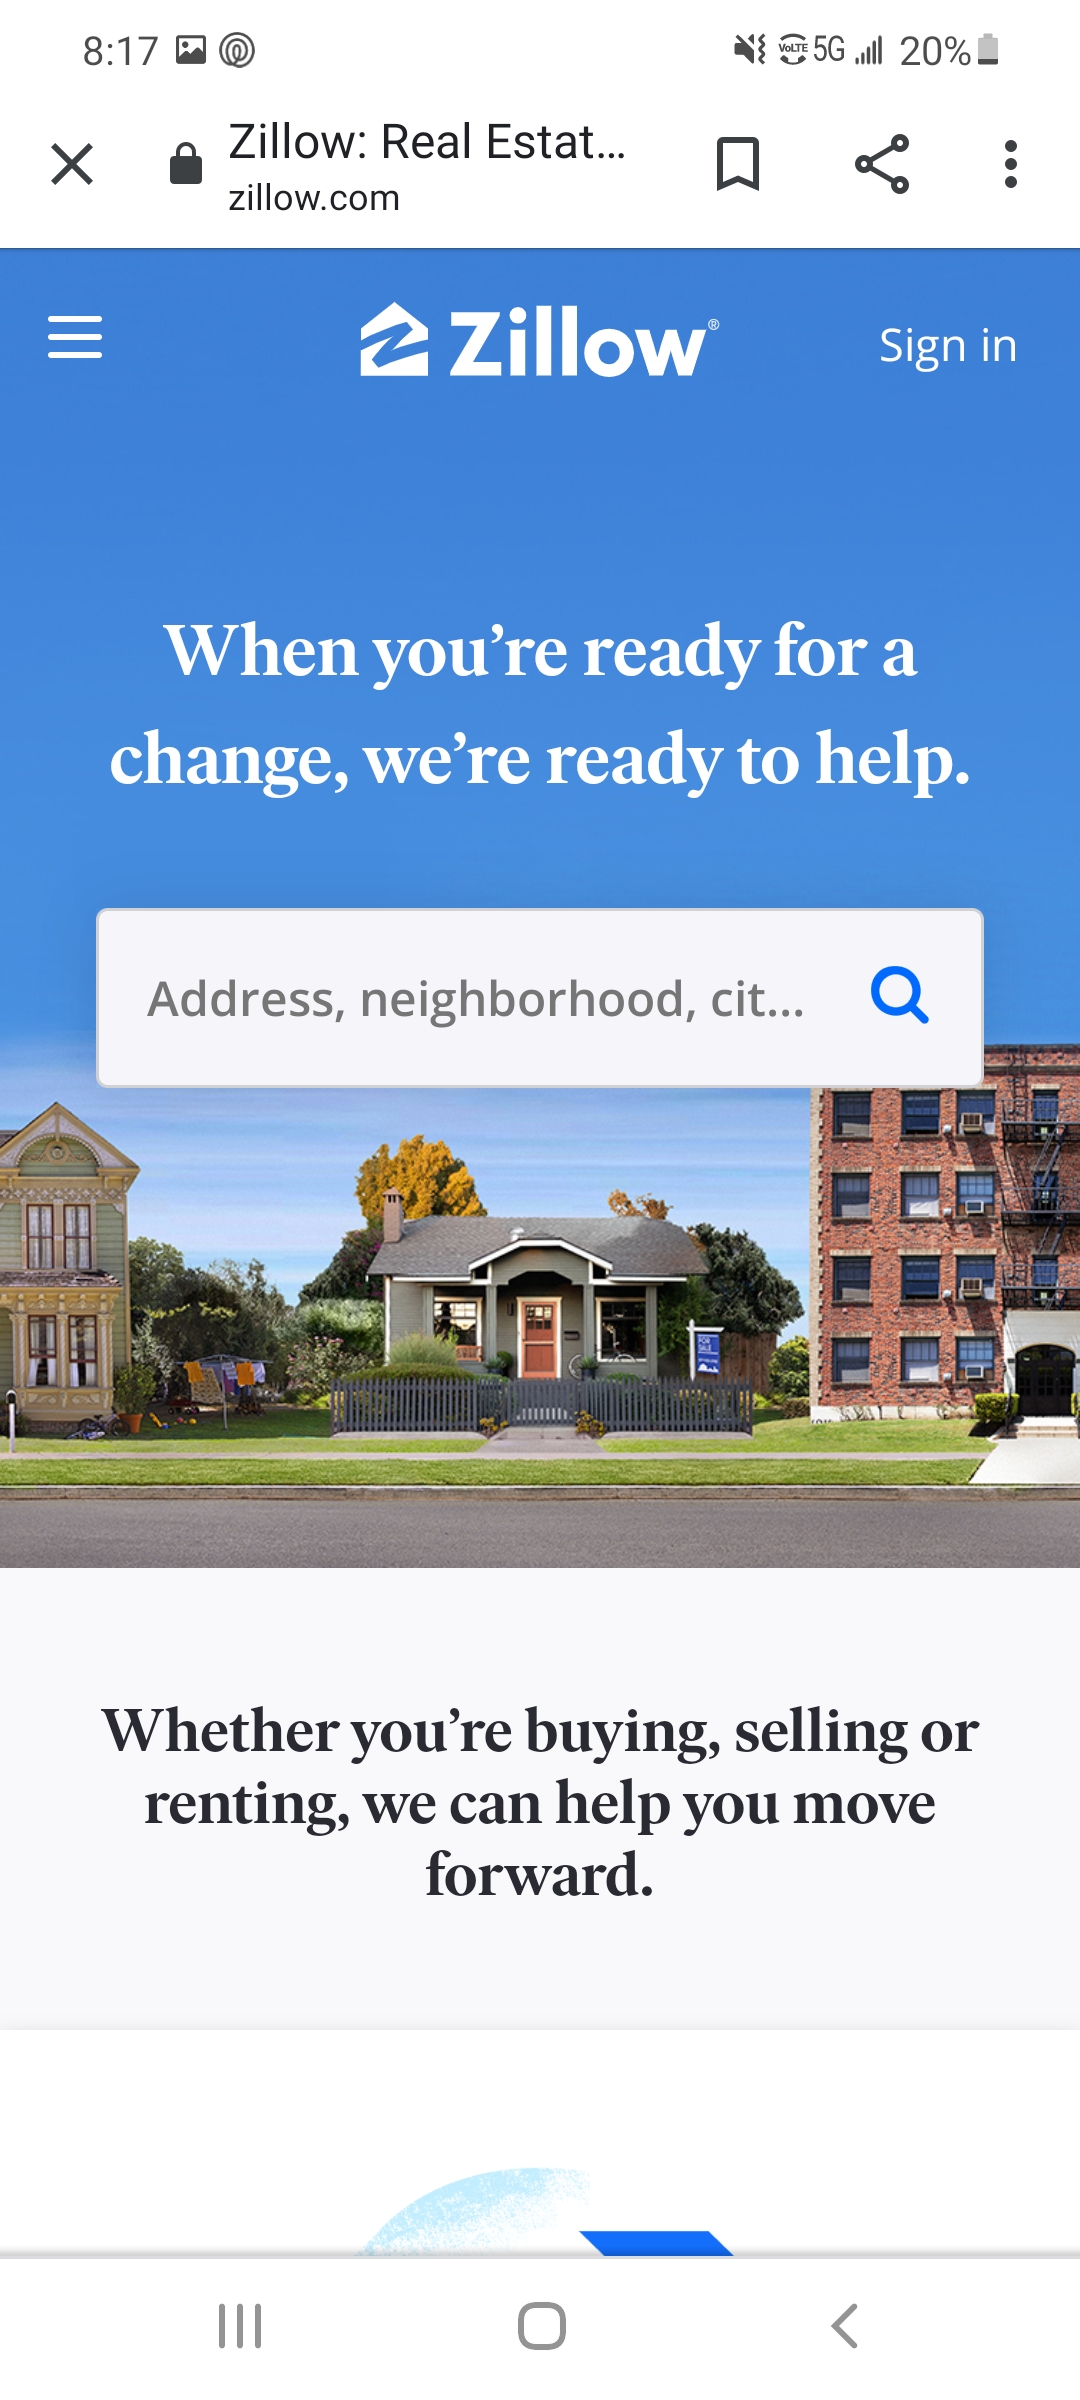 8:17 VoLTE 5G 20%
Zillow: Real Estat...
zillow.com
Zillow®
Sign in
When you’re ready for a
change, we’re ready to help.
Address, neighborhood, cit...
FOR
SALE
Whether you’re buying, selling or
renting, we can help you move
forward.